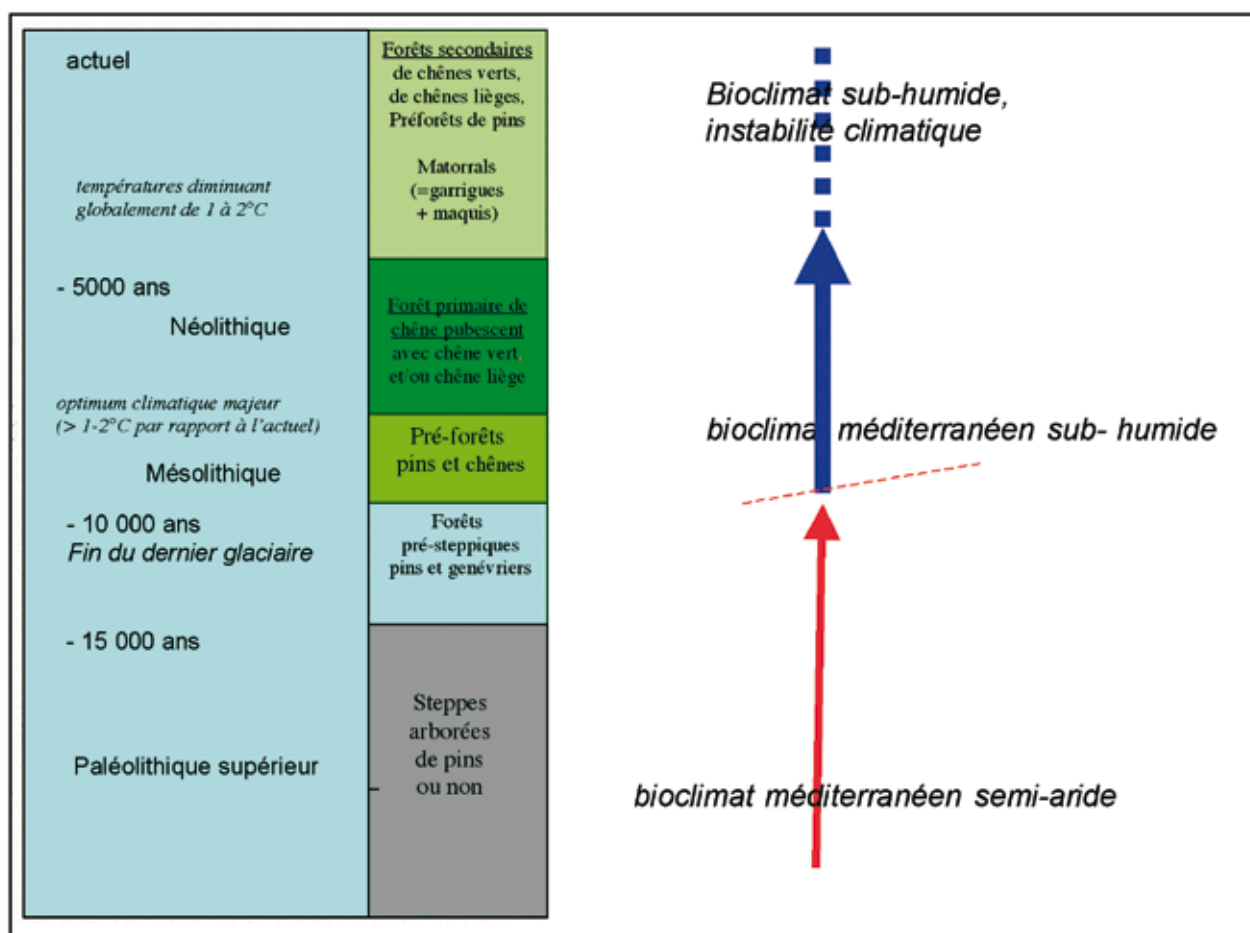 actuel
températures diminuant
globalement de 1 à 2°C
- 5000 ans
Néolithique
optimum climatique majeur
(> 1-2°C par rapport à l'actuel)
Mésolithique
- 10 000 ans
Fin du dernier glaciaire
- 15 000 ans
Paléolithique supérieur
Forêts secondaires
de chênes verts,
de chênes lièges,
Préforêts de pins
Matorrals
(=garrigues
+ maquis)
Forêt primaire de
chêne pubescent
avec chêne vert,
et/ou chêne liège
Pré-forêts
pins et chênes
Forêts
pré-steppiques
pins et genévriers
Steppes
arborées
de pins
ou non
Bioclimat sub-humide,
instabilité climatique
bioclimat méditerranéen sub- humide
bioclimat méditerranéen semi-aride